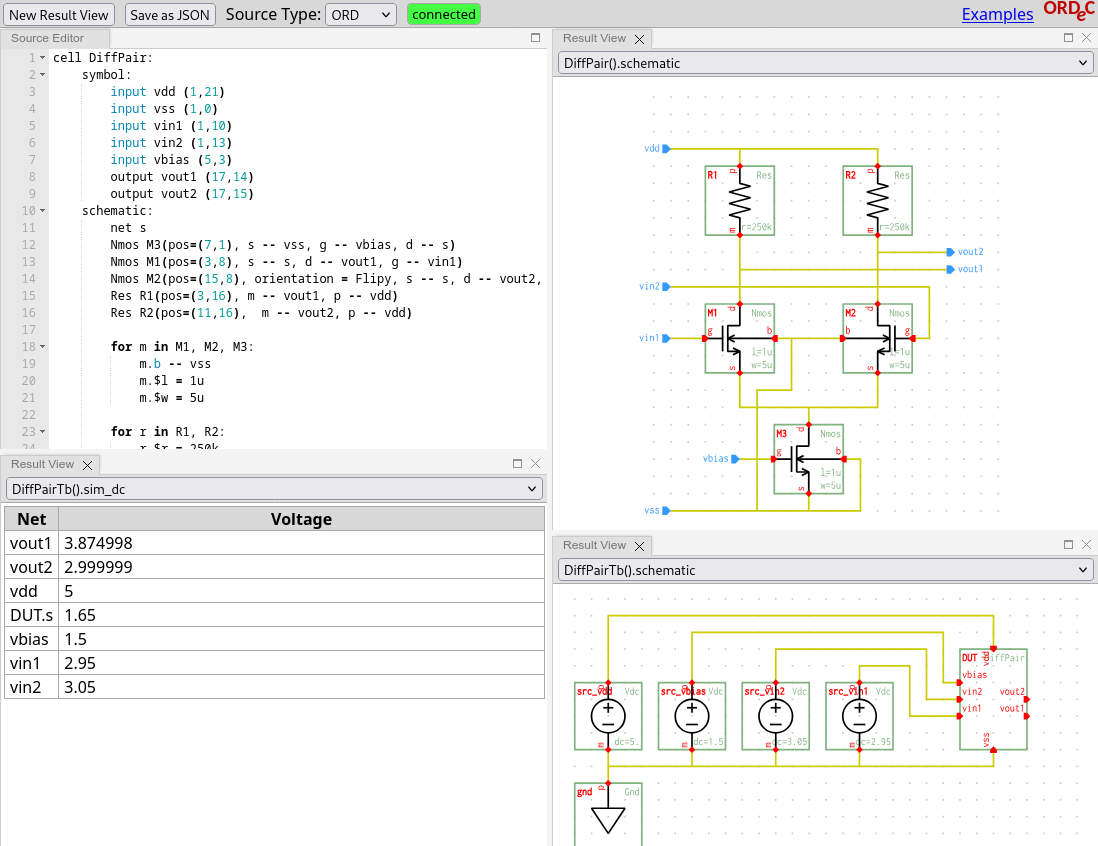 New Result View Save as JSON Source Type: ORD connected Examples ORDeC
Source Editor
1 cell DiffPair:
2 symbol:
3 input vdd (1,21)
4 input vss (1,0)
5 input vin1 (1,10)
6 input vin2 (1,13)
7 input vbias (5,3)
8 output vout1 (17,14)
9 output vout2 (17,15)
10 schematic:
11 net s
12 Nmos M3(pos=(7,1), s -- vss, g -- vbias, d -- s)
13 Nmos M1(pos=(3,8), s -- s, d -- vout1, g -- vin1)
14 Nmos M2(pos=(15,8), orientation = Flipy, s -- s, d -- vout2,
15 Res R1(pos=(3,16), m -- vout1, p -- vdd)
16 Res R2(pos=(11,16),  m -- vout2, p -- vdd)
17
18 for m in M1, M2, M3:
19 m.b -- vss
20 m.$l = 1u
21 m.$w = 5u
22
23 for r in R1, R2:
24 r.$r = 250k
Result View
DiffPairTb().sim_dc
Net Voltage
vout1 3.874998
vout2 2.999999
vdd 5
DUT.s 1.65
vbias 1.5
vin1 2.95
vin2 3.05
Result View
DiffPair().schematic
vdd
R1 p Res R2 p Res
m r=250k m r=250k
vout2
vout1
vin2
M1 d Nmos M2 d Nmos
vin1 g b b g
l=1u l=1u
s w=5u s w=5u
M3 d Nmos
g b
vbias
l=1u
s w=5u
vss
Result View
DiffPairTb().schematic
DUT vdd DiffPair
vbias
src_vdd p Vdc src_vbias p Vdc src_vin2 p Vdc src_vin1 p Vdc vin2 vout2
vin1 vout1
m dc=5. m dc=1.5 m dc=3.05 m dc=2.95 vss
gnd p Gnd